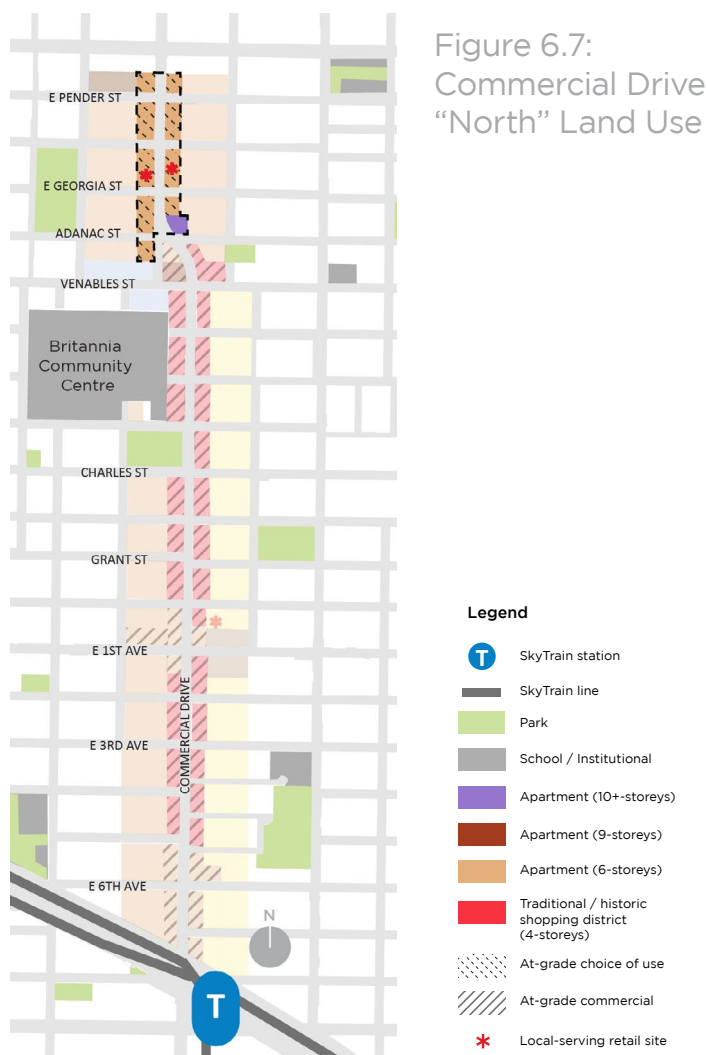 Figure 6.7:
Commercial Drive
“North” Land Use
E PENDER ST
E GEORGIA ST
ADANAC ST
VENABLES ST
Britannia
Community
Centre
CHARLES ST
GRANT ST
E 1ST AVE
COMMERCIAL DRIVE
E 3RD AVE
E 6TH AVE
N
T
Legend
T SkyTrain station
SkyTrain line
Park
School / Institutional
Apartment (10+-storeys)
Apartment (9-storeys)
Apartment (6-storeys)
Traditional / historic
shopping district
(4-storeys)
At-grade choice of use
At-grade commercial
Local-serving retail site